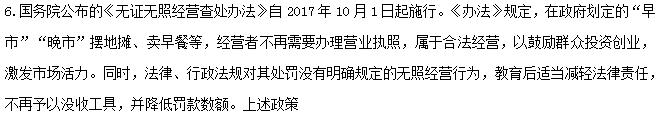 6.国务院公布的《无证无照经营查处办法》自 2017 年 10 月 1 日起施行。《办法》规定，在政府划定的“早
市”“晚市”摆地摊、卖早餐等，经营者不再需要办理营业执照，属于合法经营，以鼓励群众投资创业，
激发市场活力。同时，法律、行政法规对其处罚没有明确规定的无照经营行为，教育后适当减轻法律责任，
不再予以没收工具，并降低罚款数额。上述政策